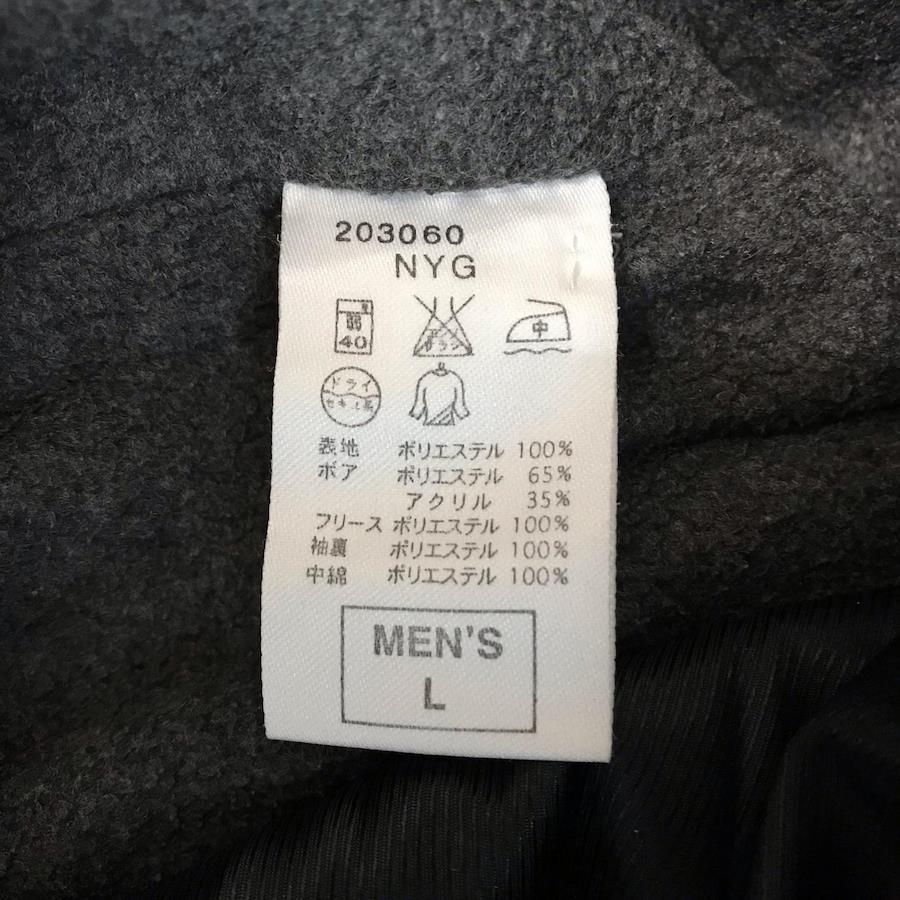 203060
NYG
弱
40
中
ドライ
セキユ系
表地 ポリエステル 100%
ボア ポリエステル 65%
アクリル 35%
フリース ポリエステル 100%
袖裏 ポリエステル 100%
中綿 ポリエステル 100%
MEN'S
L